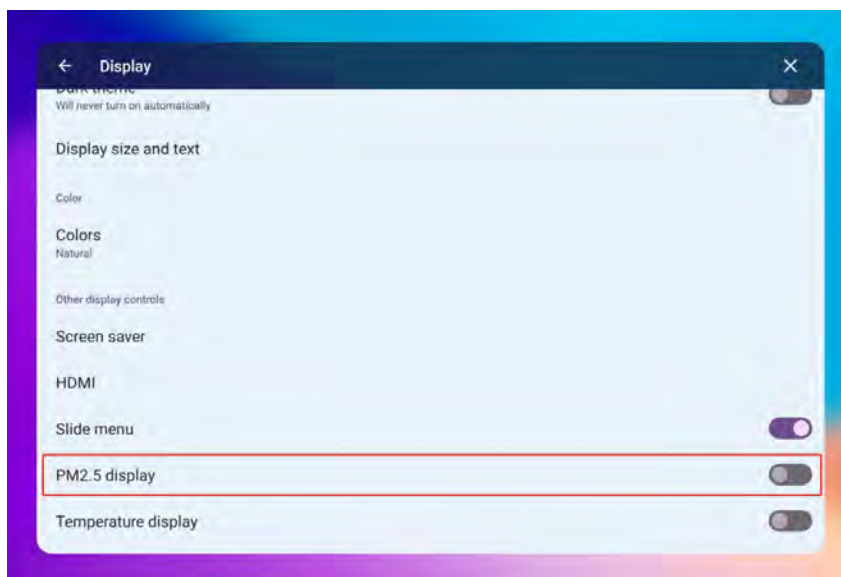 Display
Will never turn on automatically
Display size and text
Color
Colors
Natural
Other display controls
Screen saver
HDMI
Slide menu
PM2.5 display
Temperature display